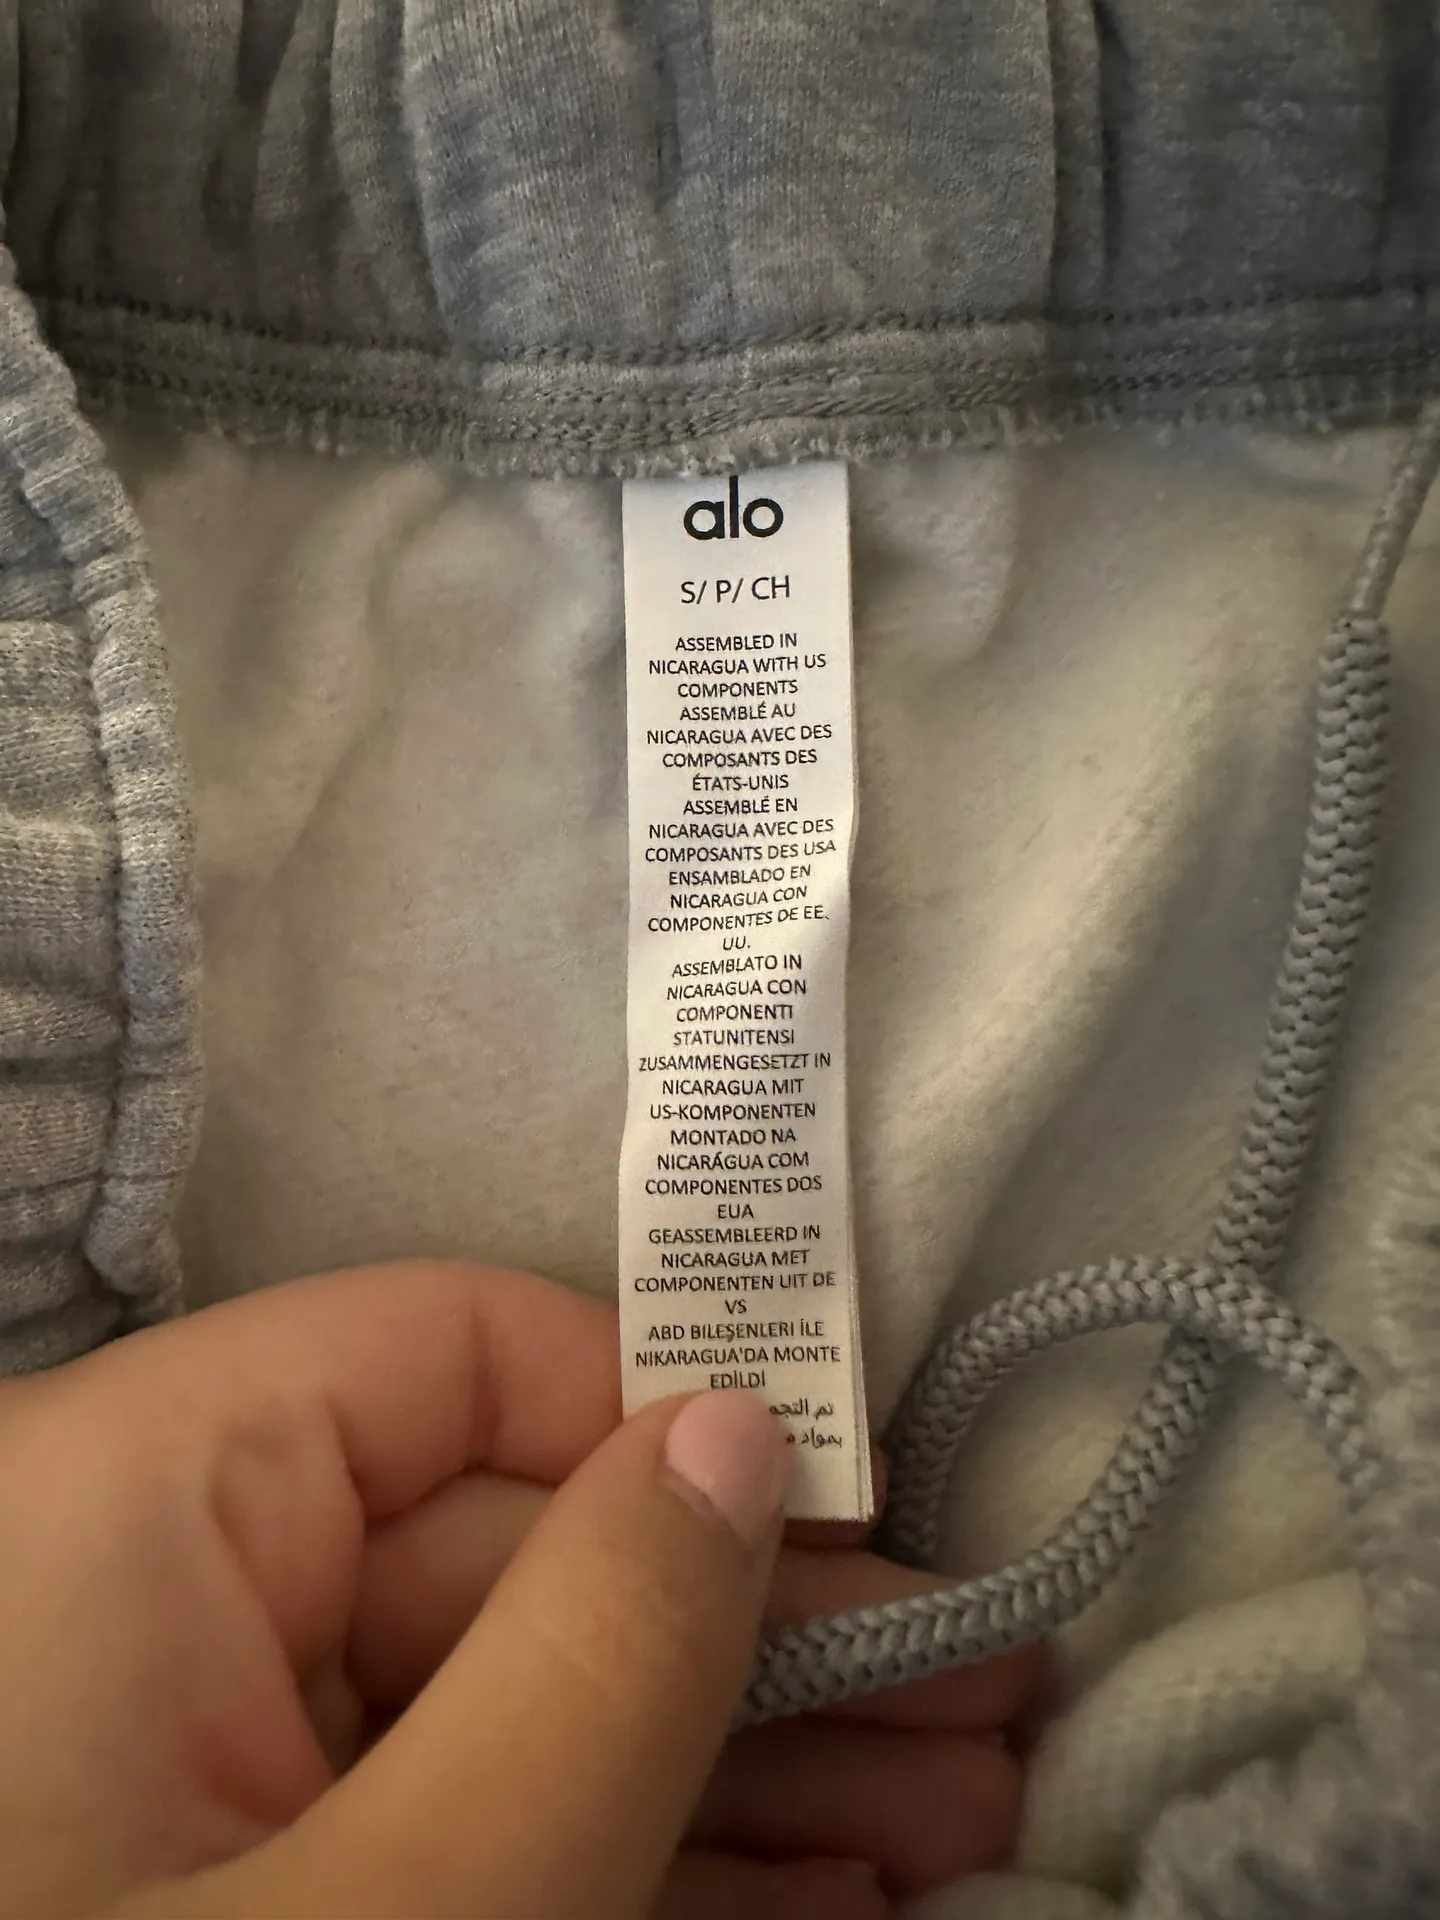 alo
S/ P/ CH
ASSEMBLED IN
NICARAGUA WITH US
COMPONENTS
ASSEMBLÉ AU
NICARAGUA AVEC DES
COMPOSANTS DES
ÉTATS-UNIS
ASSEMBLÉ EN
NICARAGUA AVEC DES
COMPOSANTS DES USA
ENSAMBLADO EN
NICARAGUA CON
COMPONENTES DE EE.
UU.
ASSEMBLATO IN
NICARAGUA CON
COMPONENTI
STATUNITENSI
ZUSAMMENGESETZT IN
NICARAGUA MIT
US-KOMPONENTEN
MONTADO NA
NICARÁGUA COM
COMPONENTES DOS
EUA
GEASSEMBLEERD IN
NICARAGUA MET
COMPONENTEN UIT DE
VS
ABD BILEŞENLERI İLE
NIKARAGUA'DA MONTE
EDİLDİ
تم